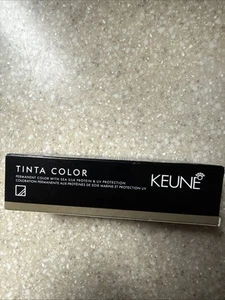 TINTA COLOR
PERMANENT COLOR WITH SEA SILK PROTEIN & UV PROTECTION
COLORATION PERMANENTE AUX PROTÉINES DE SOIE MARINE ET PROTECTION UV
KEUNE